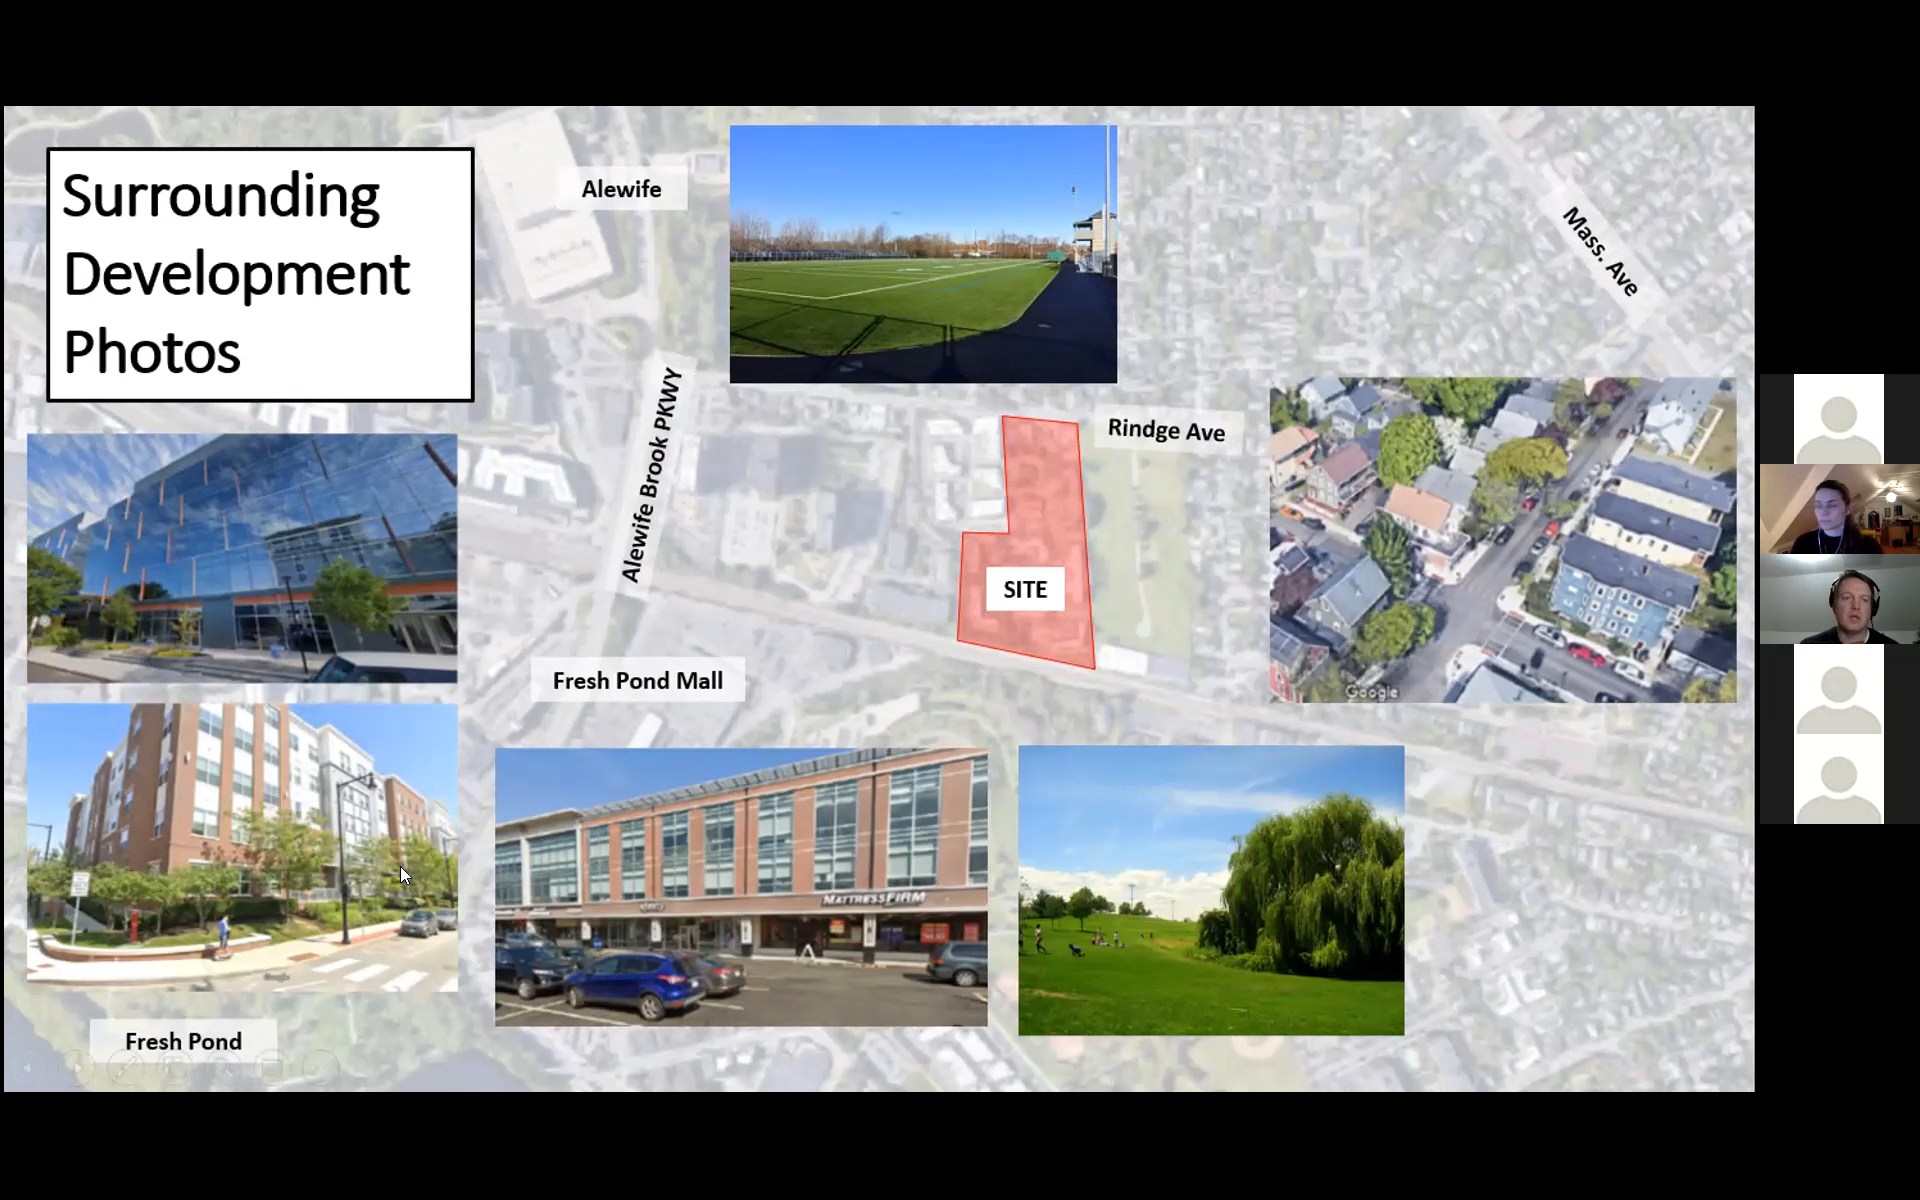 Surrounding
Development
Photos
Alewife
Mass. Ave
Alewife Brook PKWY
Rindge Ave
SITE
Fresh Pond Mall
Google
MATTRESSFIRM
Fresh Pond